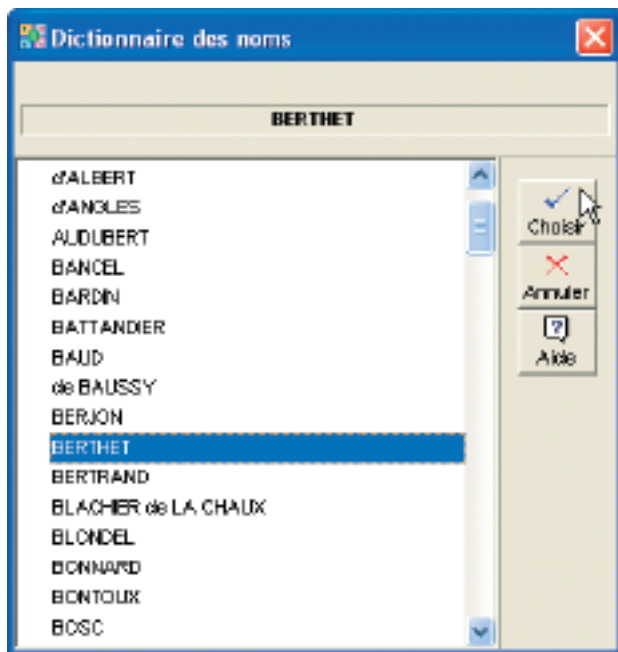 Dictionnaire des noms
BERTHET
d'ALBERT
d'ANGLES
AUDUBERT
BANCEL
BARDIN
BATTANDIER
BAUD
de BAUSSY
BERJON
BERTHET
BERTRAND
BLACHIER de LA CHAUX
BLONDEL
BONNARD
BONTOUX
BOSC
Choisir
Annuler
Aide